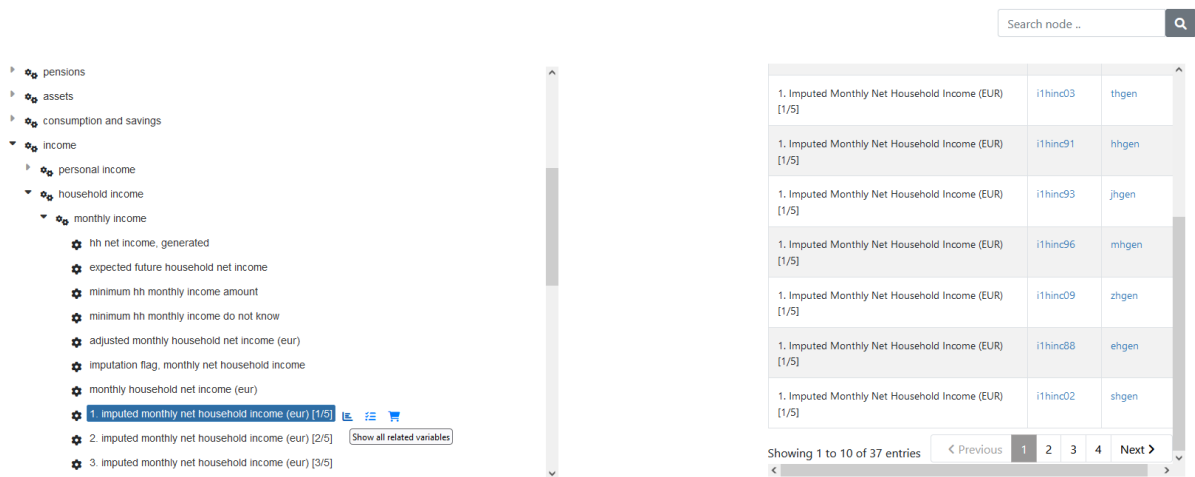 Search node ..
pensions
assets
consumption and savings
income
personal income
household income
monthly income
hh net income, generated
expected future household net income
minimum hh monthly income amount
minimum hh monthly income do not know
adjusted monthly household net income (eur)
imputation flag, monthly net household income
monthly household net income (eur)
1. imputed monthly net household income (eur) [1/5]
2. imputed monthly net household income (eur) [2/5]
Show all related variables
3. imputed monthly net household income (eur) [3/5]
1. Imputed Monthly Net Household Income (EUR) i1hinc03 thgen
[1/5]
1. Imputed Monthly Net Household Income (EUR) i1hinc91 hhgen
[1/5]
1. Imputed Monthly Net Household Income (EUR) i1hinc93 jhgen
[1/5]
1. Imputed Monthly Net Household Income (EUR) i1hinc96 mhgen
[1/5]
1. Imputed Monthly Net Household Income (EUR) i1hinc09 zhgen
[1/5]
1. Imputed Monthly Net Household Income (EUR) i1hinc88 ehgen
[1/5]
1. Imputed Monthly Net Household Income (EUR) i1hinc02 shgen
[1/5]
Showing 1 to 10 of 37 entries Previous 1 2 3 4 Next